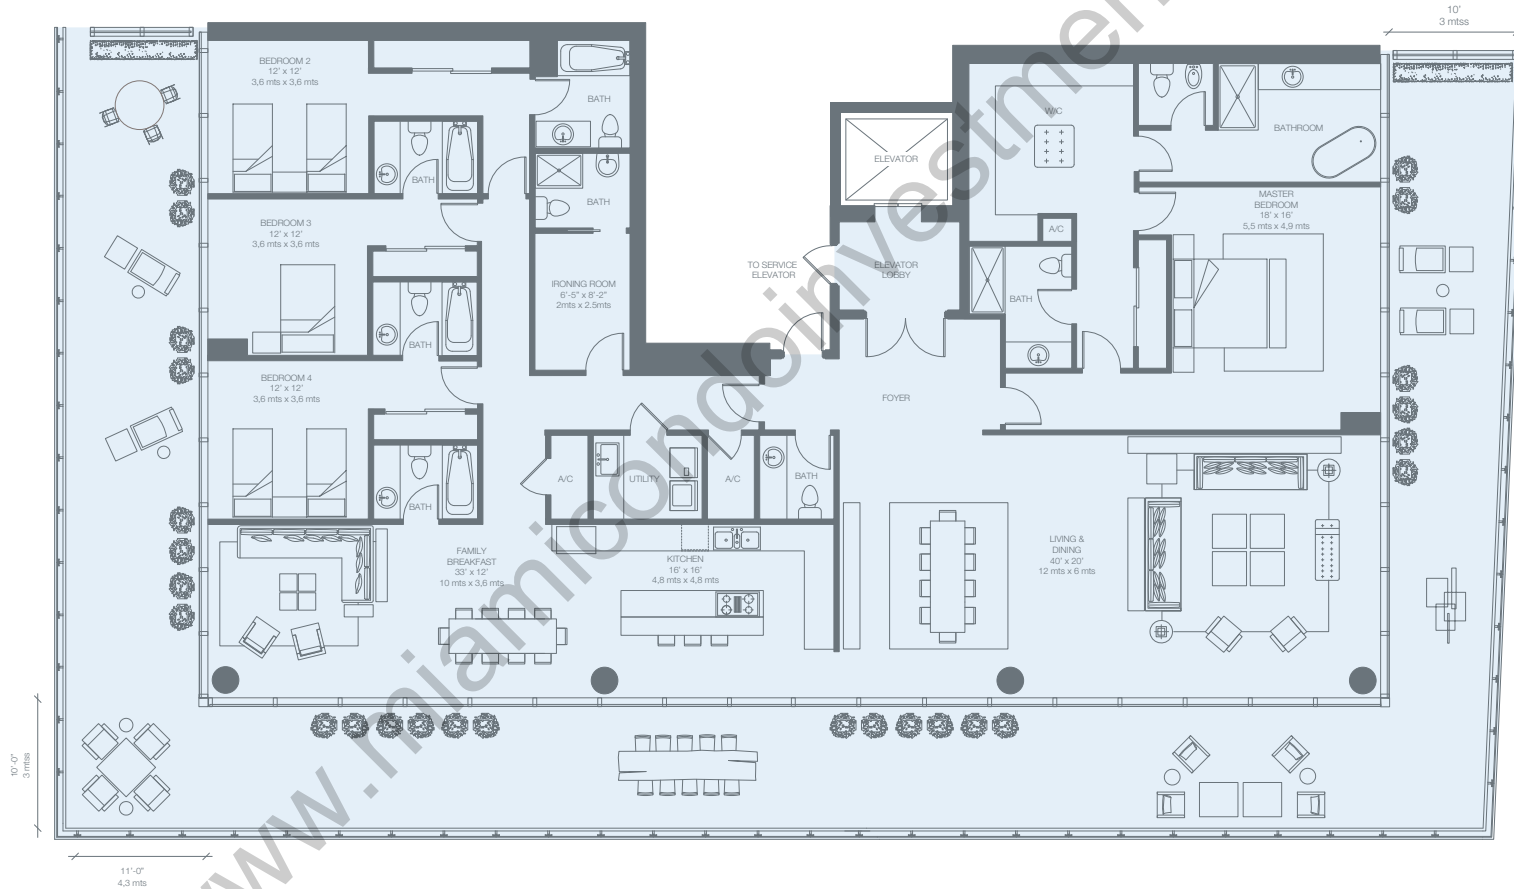 10'
3 mtss
BEDROOM 2
12' x 12'
3,6 mts x 3,6 mts
BATH
BATHROOM
W/C
ELEVATOR
BATH
BATH
MASTER
BEDROOM
18' x 16'
5,5 mts x 4,9 mts
BEDROOM 3
12' x 12'
3,6 mts x 3,6 mts
A/C
TO SERVICE
ELEVATOR
ELEVATOR
LOBBY
IRONING ROOM
6'-5" x 8'-2"
2mts x 2.5mts
BATH
BATH
BEDROOM 4
12' x 12'
3,6 mts x 3,6 mts
FOYER
A/C
UTILITY
A/C
BATH
BATH
FAMILY
BREAKFAST
33' x 12'
10 mts x 3,6 mts
KITCHEN
16' x 16'
4,8 mts x 4,8 mts
LIVING &
DINING
40' x 20'
12 mts x 6 mts
10'-0"
3 mtss
11'-0"
4,3 mts
www.miamicondoinvestmen